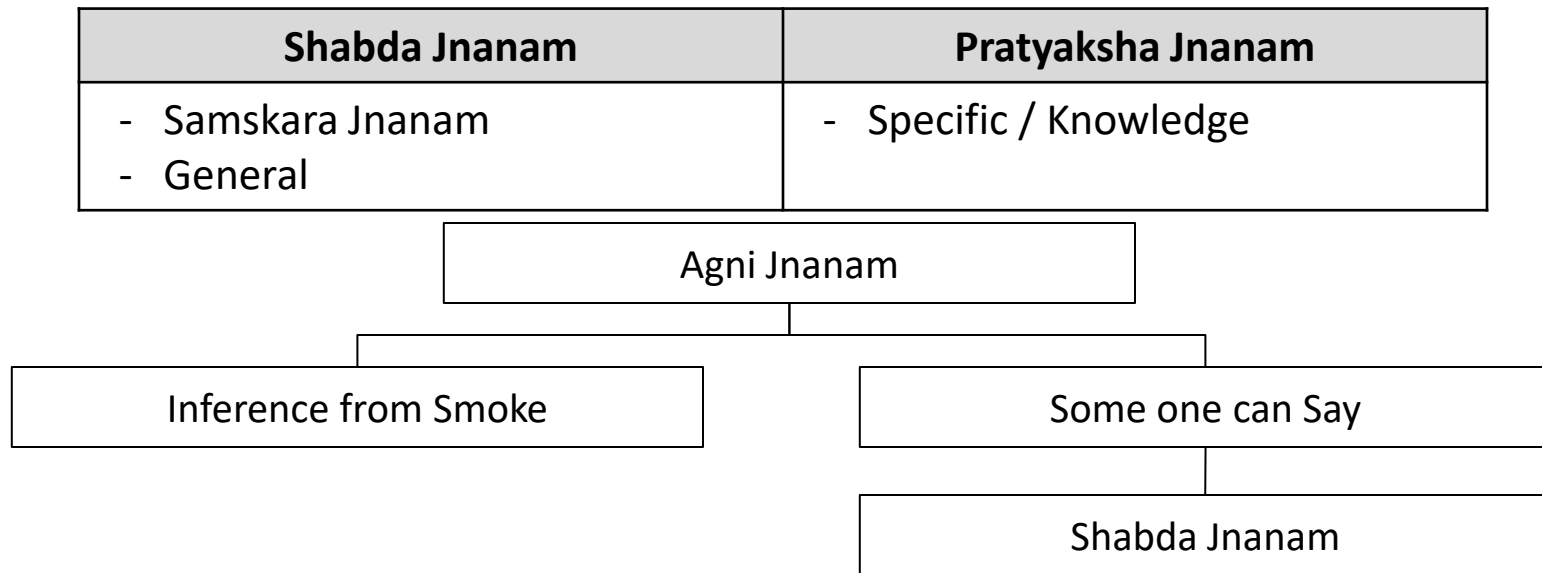 Shabda Jnanam
Pratyaksha Jnanam
- Samskara Jnanam
- General
- Specific / Knowledge
Agni Jnanam
Inference from Smoke
Some one can Say
Shabda Jnanam